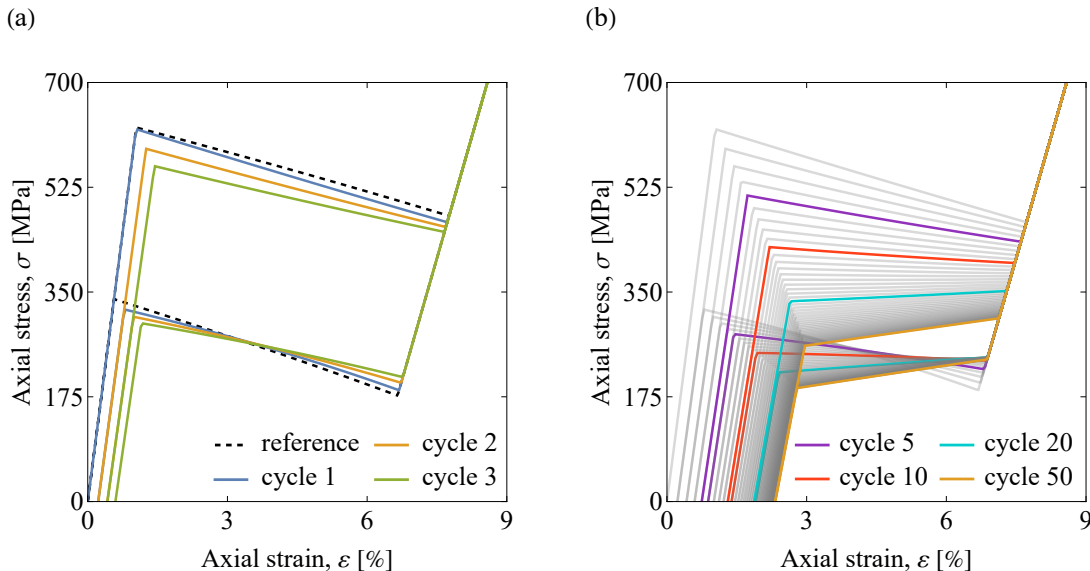 (a)
700
525
350
175
0
0
3
6
9
Axial stress, σ [MPa]
Axial strain, ε [%]
reference
cycle 1
cycle 2
cycle 3
(b)
700
525
350
175
0
0
3
6
9
Axial stress, σ [MPa]
Axial strain, ε [%]
cycle 5
cycle 10
cycle 20
cycle 50